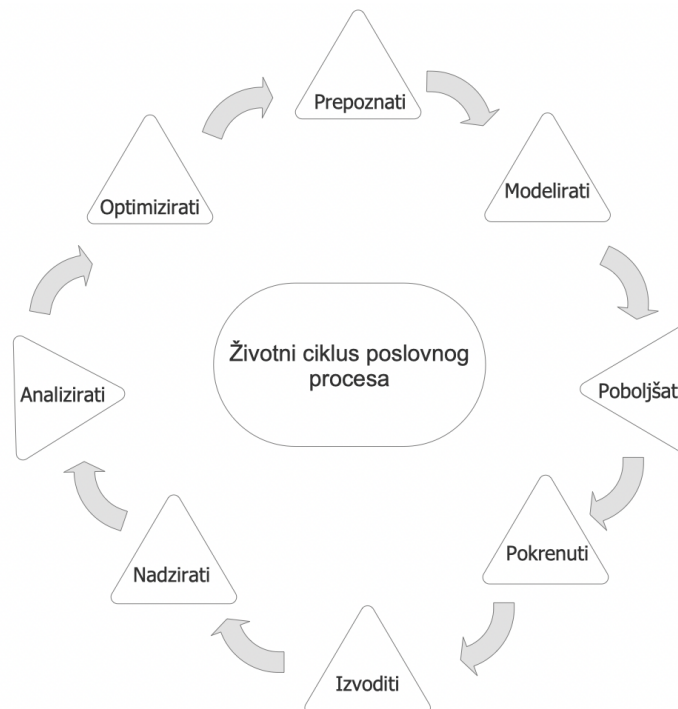 Prepoznati
Modelirati
Poboljšat
Pokrenuti
Izvoditi
Nadzirati
Analizirati
Optimizirati
Životni ciklus poslovnog
procesa